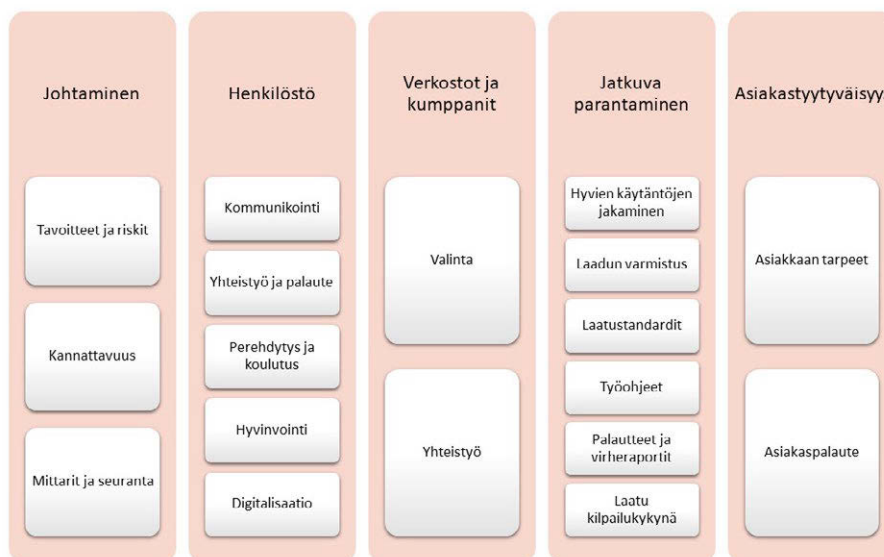 Johtaminen
Tavoitteet ja riskit
Kannattavuus
Mittarit ja seuranta
Henkilöstö
Kommunikointi
Yhteistyö ja palaute
Perehdytys ja
koulutus
Hyvinvointi
Digitalisaatio
Verkostot ja
kumppanit
Valinta
Yhteistyö
Jatkuva
parantaminen
Hyvien käytäntöjen
jakaminen
Laadun varmistus
Laatustandardit
Työohjeet
Palautteet ja
virheraportit
Laatu
kilpailukykynä
Asiakastyytyväisyy
Asiakkaan tarpeet
Asiakaspalaute